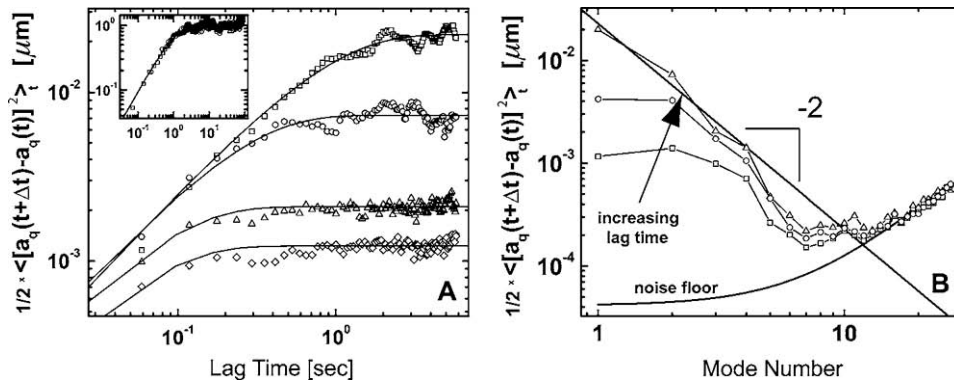 1/2 × <[a_q(t+Δt)-a_q(t)]²>_t [μm]
10⁰
10⁻¹
10⁻¹ 10⁰ 10¹ 10²
10⁻²
10⁻³
10⁻¹ 10⁰
A
Lag Time [sec]
1/2 × <[a_q(t+Δt)-a_q(t)]²>_t [μm]
10⁻²
10⁻³
10⁻⁴
-2
increasing
lag time
noise floor
B
1 10
Mode Number